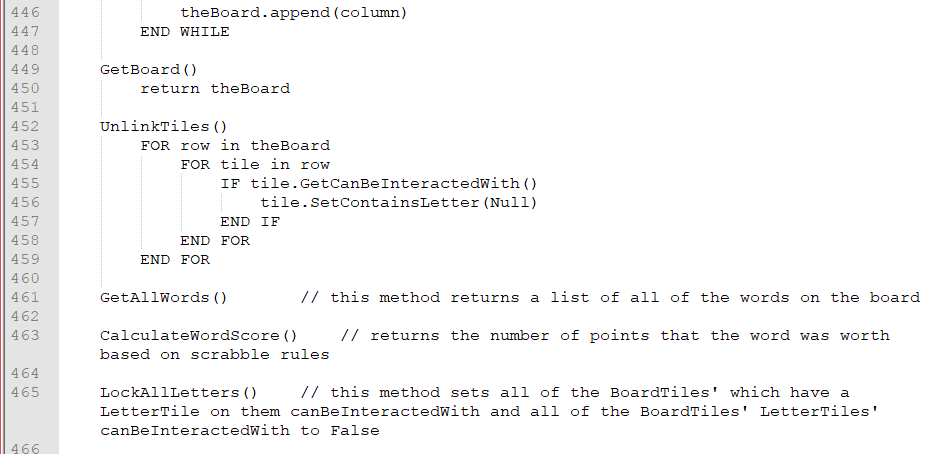 446 theBoard.append(column)
447 END WHILE
448
449 GetBoard()
450 return theBoard
451
452 UnlinkTiles()
453 FOR row in theBoard
454 FOR tile in row
455 IF tile.GetCanBeInteractedWith()
456 tile.SetContainsLetter(Null)
457 END IF
458 END FOR
459 END FOR
460
461 GetAllWords() // this method returns a list of all of the words on the board
462
463 CalculateWordScore() // returns the number of points that the word was worth
based on scrabble rules
464
465 LockAllLetters() // this method sets all of the BoardTiles' which have a
LetterTile on them canBeInteractedWith and all of the BoardTiles' LetterTiles'
canBeInteractedWith to False
466